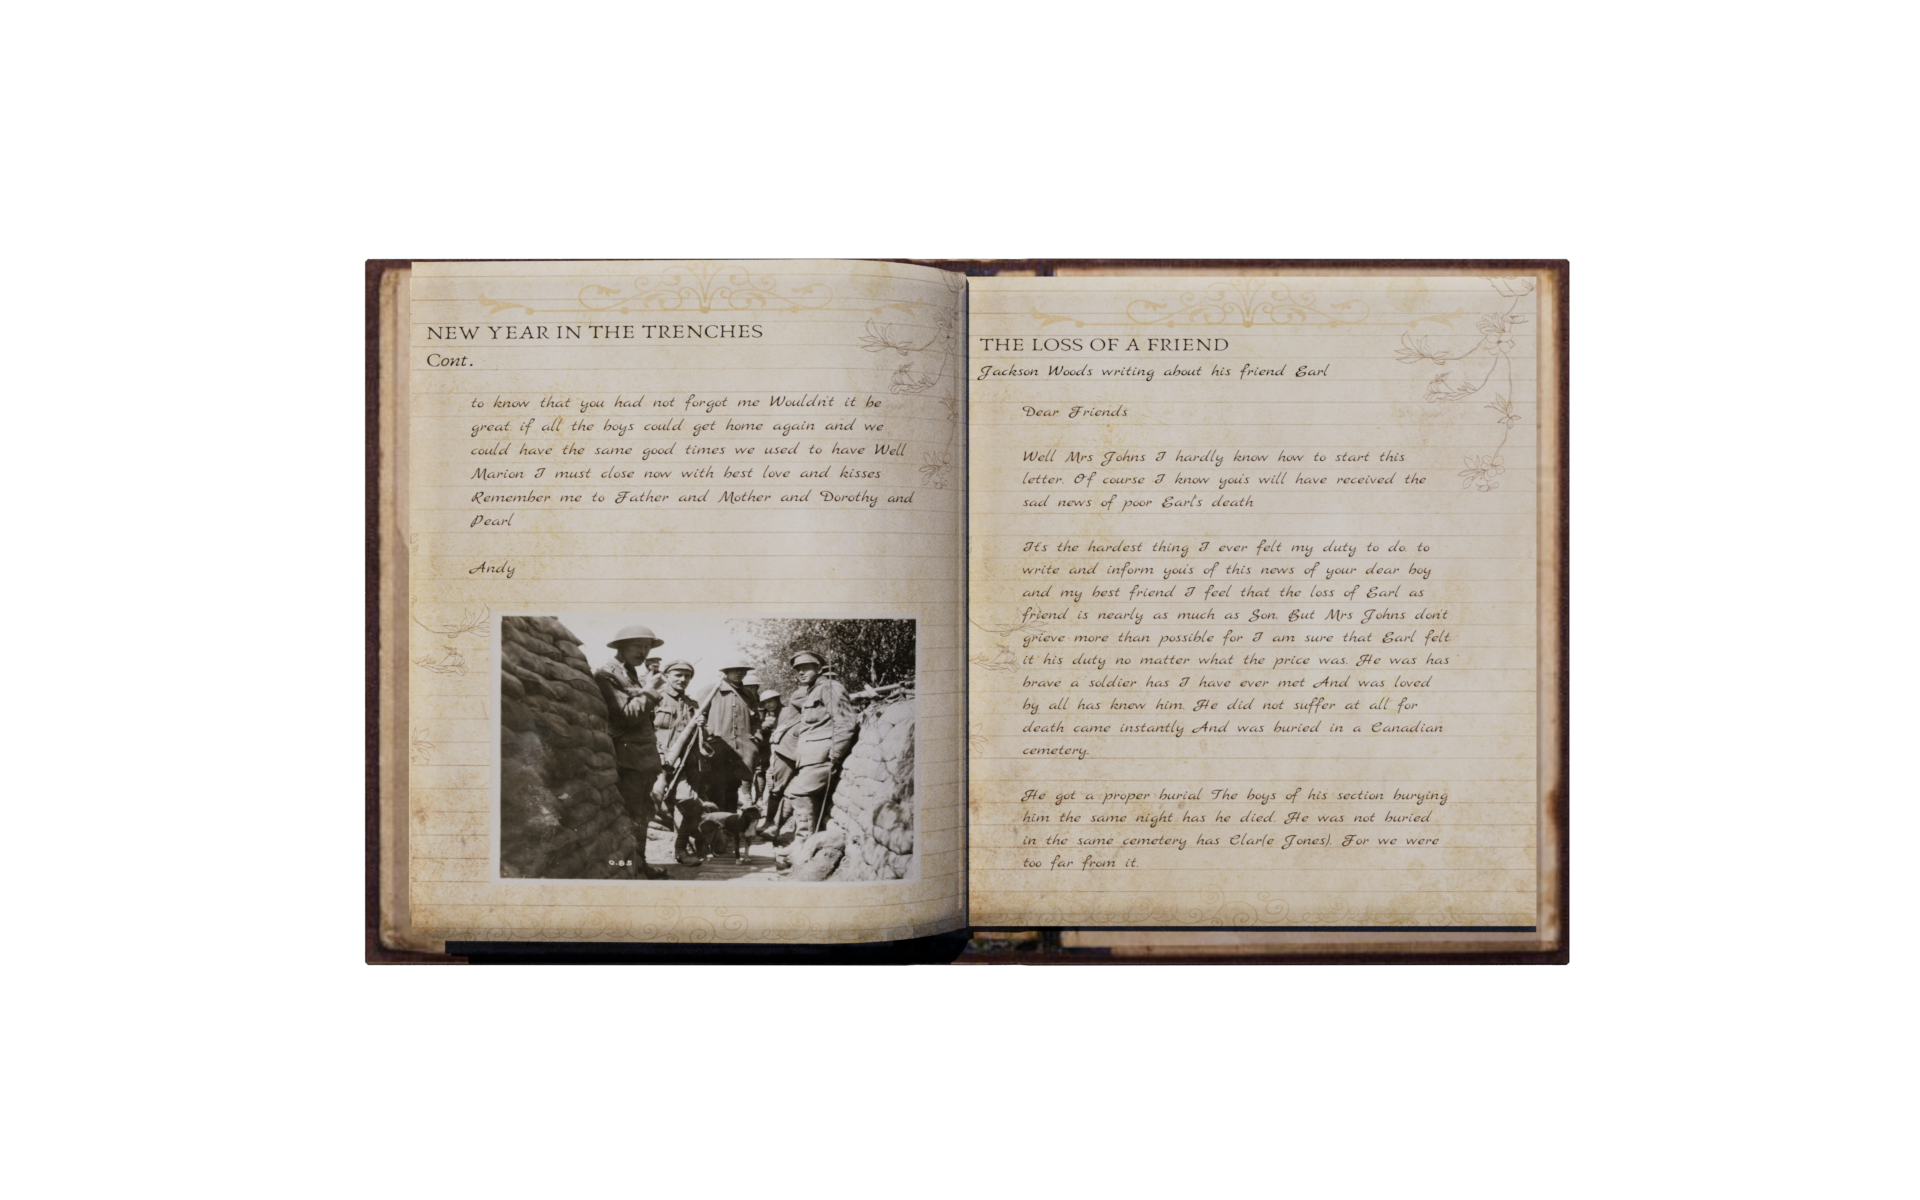 NEW YEAR IN THE TRENCHES
Cont.
to know that you had not forgot me Wouldn't it be
great if all the boys could get home again and we
could have the same good times we used to have Well
Marion I must close now with best love and kisses
Remember me to Father and Mother and Dorothy and
Pearl
Andy
O.85
THE LOSS OF A FRIEND
Jackson Woods writing about his friend Earl
Dear Friends
Well Mrs Johns I hardly know how to start this
letter. Of course I know you's will have received the
sad news of poor Earl's death
It's the hardest thing I ever felt my duty to do. to
write and inform you's of this news of your dear boy
and my best friend I feel that the loss of Earl as
friend is nearly as much as Son. But Mrs Johns don't
grieve more than possible for I am sure that Earl felt
it his duty no matter what the price was. He was has
brave a soldier has I have ever met And was loved
by all has knew him. He did not suffer at all for
death came instantly And was buried in a Canadian
cemetery.
He got a proper burial The boys of his section burying
him the same night has he died. He was not buried
in the same cemetery has Clar(e Jones). For we were
too far from it.